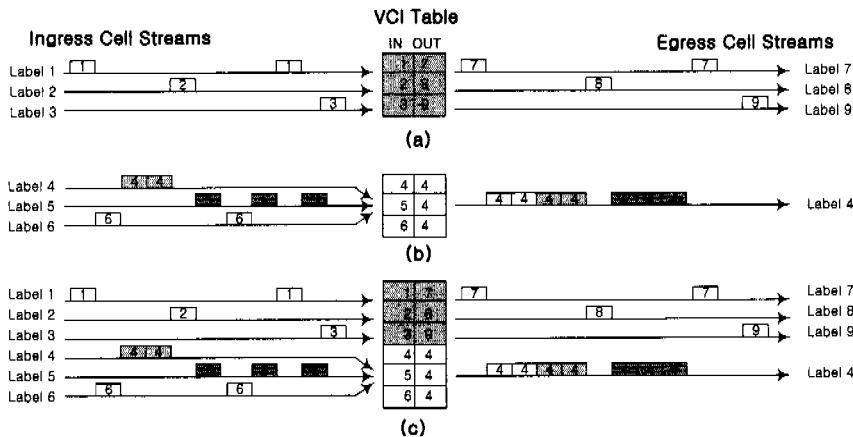 VCI Table
Ingress Cell Streams
IN OUT
Egress Cell Streams
Label 1 1 1 1 7 7 7 Label 7
Label 2 2 2 8 8 Label 8
Label 3 3 3 9 9 Label 9
(a)
Label 4 4 4 4 4
Label 5 5 4 4 4 4 4 Label 4
Label 6 6 6 6 4
(b)
Label 1 1 1 1 7 7 7 Label 7
Label 2 2 2 8 8 Label 8
Label 3 3 3 9 9 Label 9
Label 4 4 4 4 4
Label 5 5 4 4 4 4 4 Label 4
Label 6 6 6 6 4
(c)